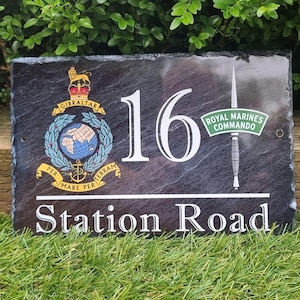 GIBRALTAR
PER MARE PER TERRAM
16
ROYAL MARINES
COMMANDO
Station Road